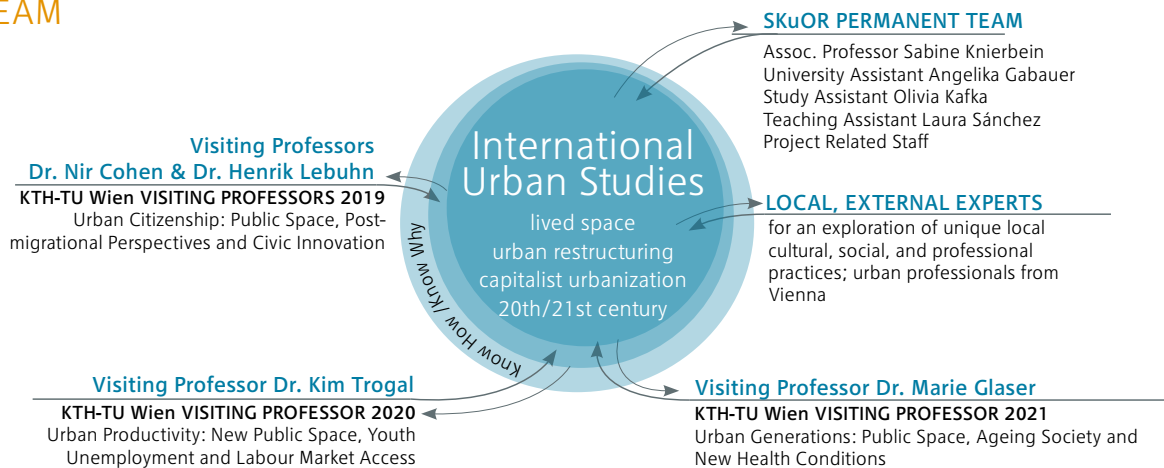 EAM
SKuOR PERMANENT TEAM
Assoc. Professor Sabine Knierbein
University Assistant Angelika Gabauer
Study Assistant Olivia Kafka
Teaching Assistant Laura Sánchez
Project Related Staff
International
Urban Studies
lived space
urban restructuring
capitalist urbanization
20th/21st century
Know How /Know Why
Visiting Professors
Dr. Nir Cohen & Dr. Henrik Lebuhn
KTH-TU Wien VISITING PROFESSORS 2019
Urban Citizenship: Public Space, Post-
migrational Perspectives and Civic Innovation
LOCAL, EXTERNAL EXPERTS
for an exploration of unique local
cultural, social, and professional
practices; urban professionals from
Vienna
Visiting Professor Dr. Kim Trogal
KTH-TU Wien VISITING PROFESSOR 2020
Urban Productivity: New Public Space, Youth
Unemployment and Labour Market Access
Visiting Professor Dr. Marie Glaser
KTH-TU Wien VISITING PROFESSOR 2021
Urban Generations: Public Space, Ageing Society and
New Health Conditions